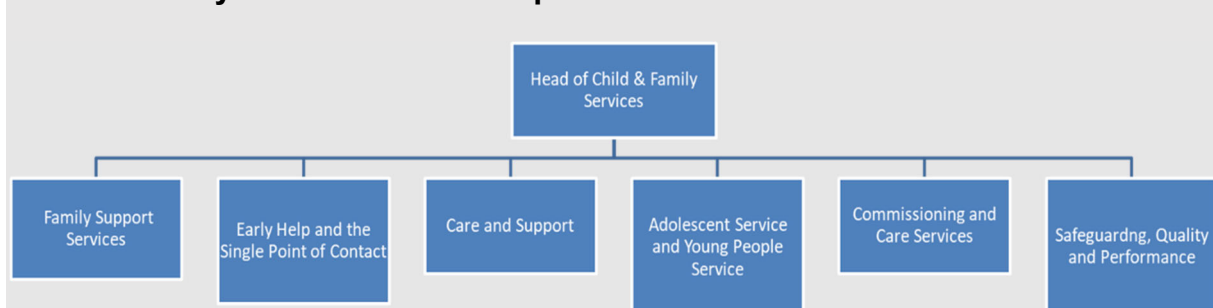 Head of Child & Family
Services
Family Support
Services
Early Help and the
Single Point of Contact
Care and Support
Adolescent Service
and Young People
Service
Commissioning and
Care Services
Safeguardng, Quality
and Performance